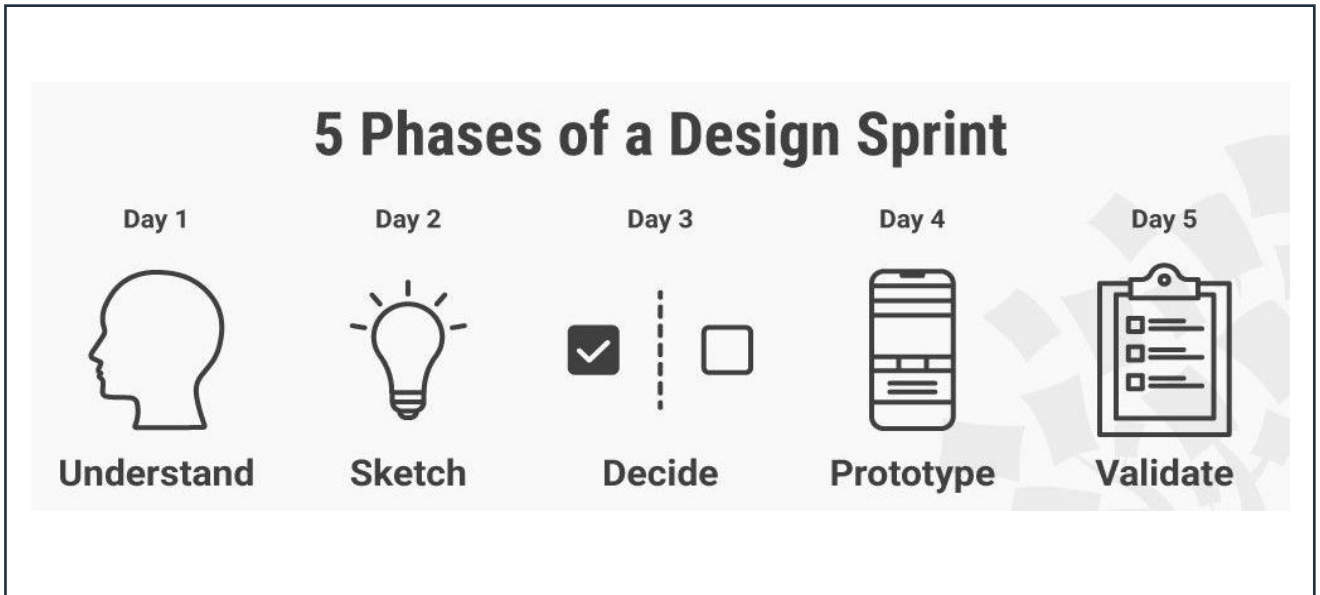 5 Phases of a Design Sprint
Day 1
Day 2
Day 3
Day 4
Day 5
Understand
Sketch
Decide
Prototype
Validate